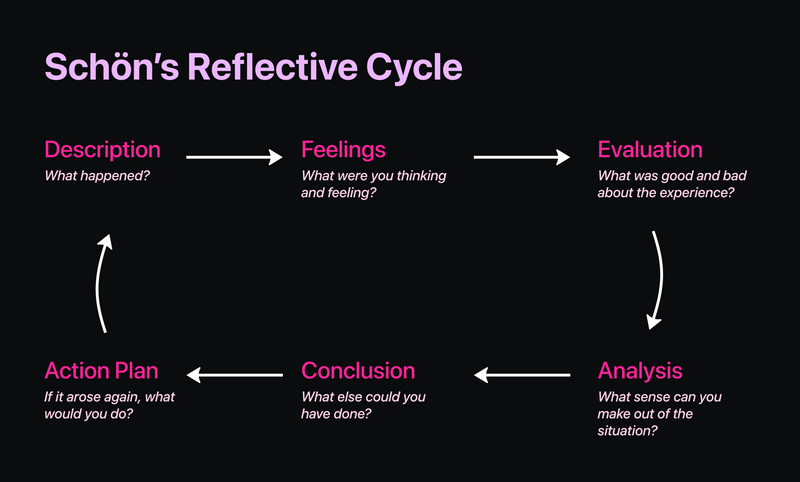 Schön’s Reflective Cycle
Description
What happened?
Feelings
What were you thinking
and feeling?
Evaluation
What was good and bad
about the experience?
Action Plan
If it arose again, what
would you do?
Conclusion
What else could you
have done?
Analysis
What sense can you
make out of the
situation?